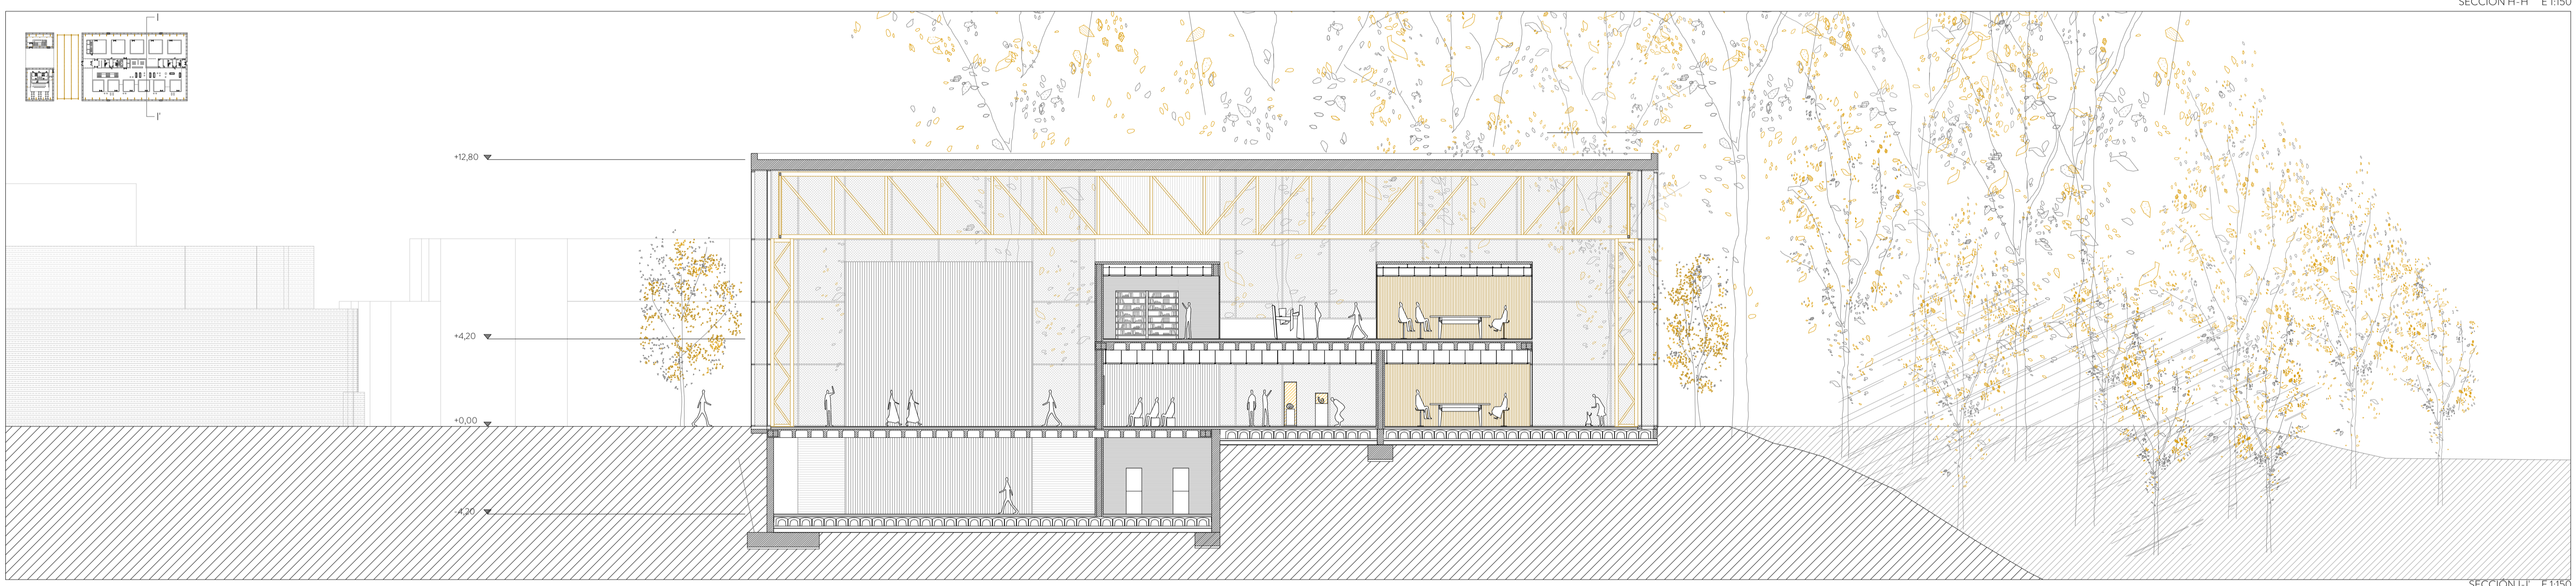 SECCIÓN H-H' E 1:150
I
I'
+12,80
+4,20
+0,00
-4,20
SECCIÓN I-I' E 1:150